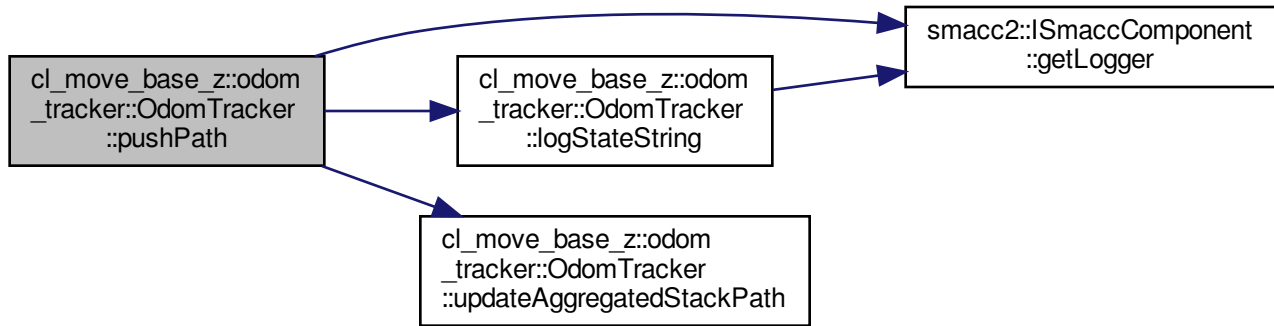 cl_move_base_z::odom
_tracker::OdomTracker
::pushPath
cl_move_base_z::odom
_tracker::OdomTracker
::logStateString
smacc2::ISmaccComponent
::getLogger
cl_move_base_z::odom
_tracker::OdomTracker
::updateAggregatedStackPath